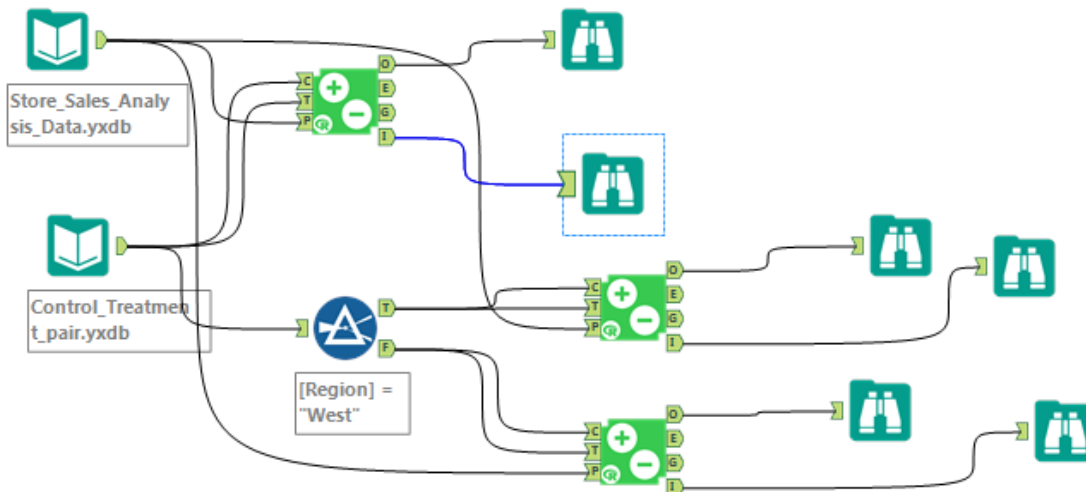 O
E
G
I
C
T
P
R
Store_Sales_Analy
sis_Data.yxdb
Control_Treatmen
t_pair.yxdb
T
F
[Region] =
"West"
C
T
P
R
O
E
G
I
C
T
P
R
O
E
G
I